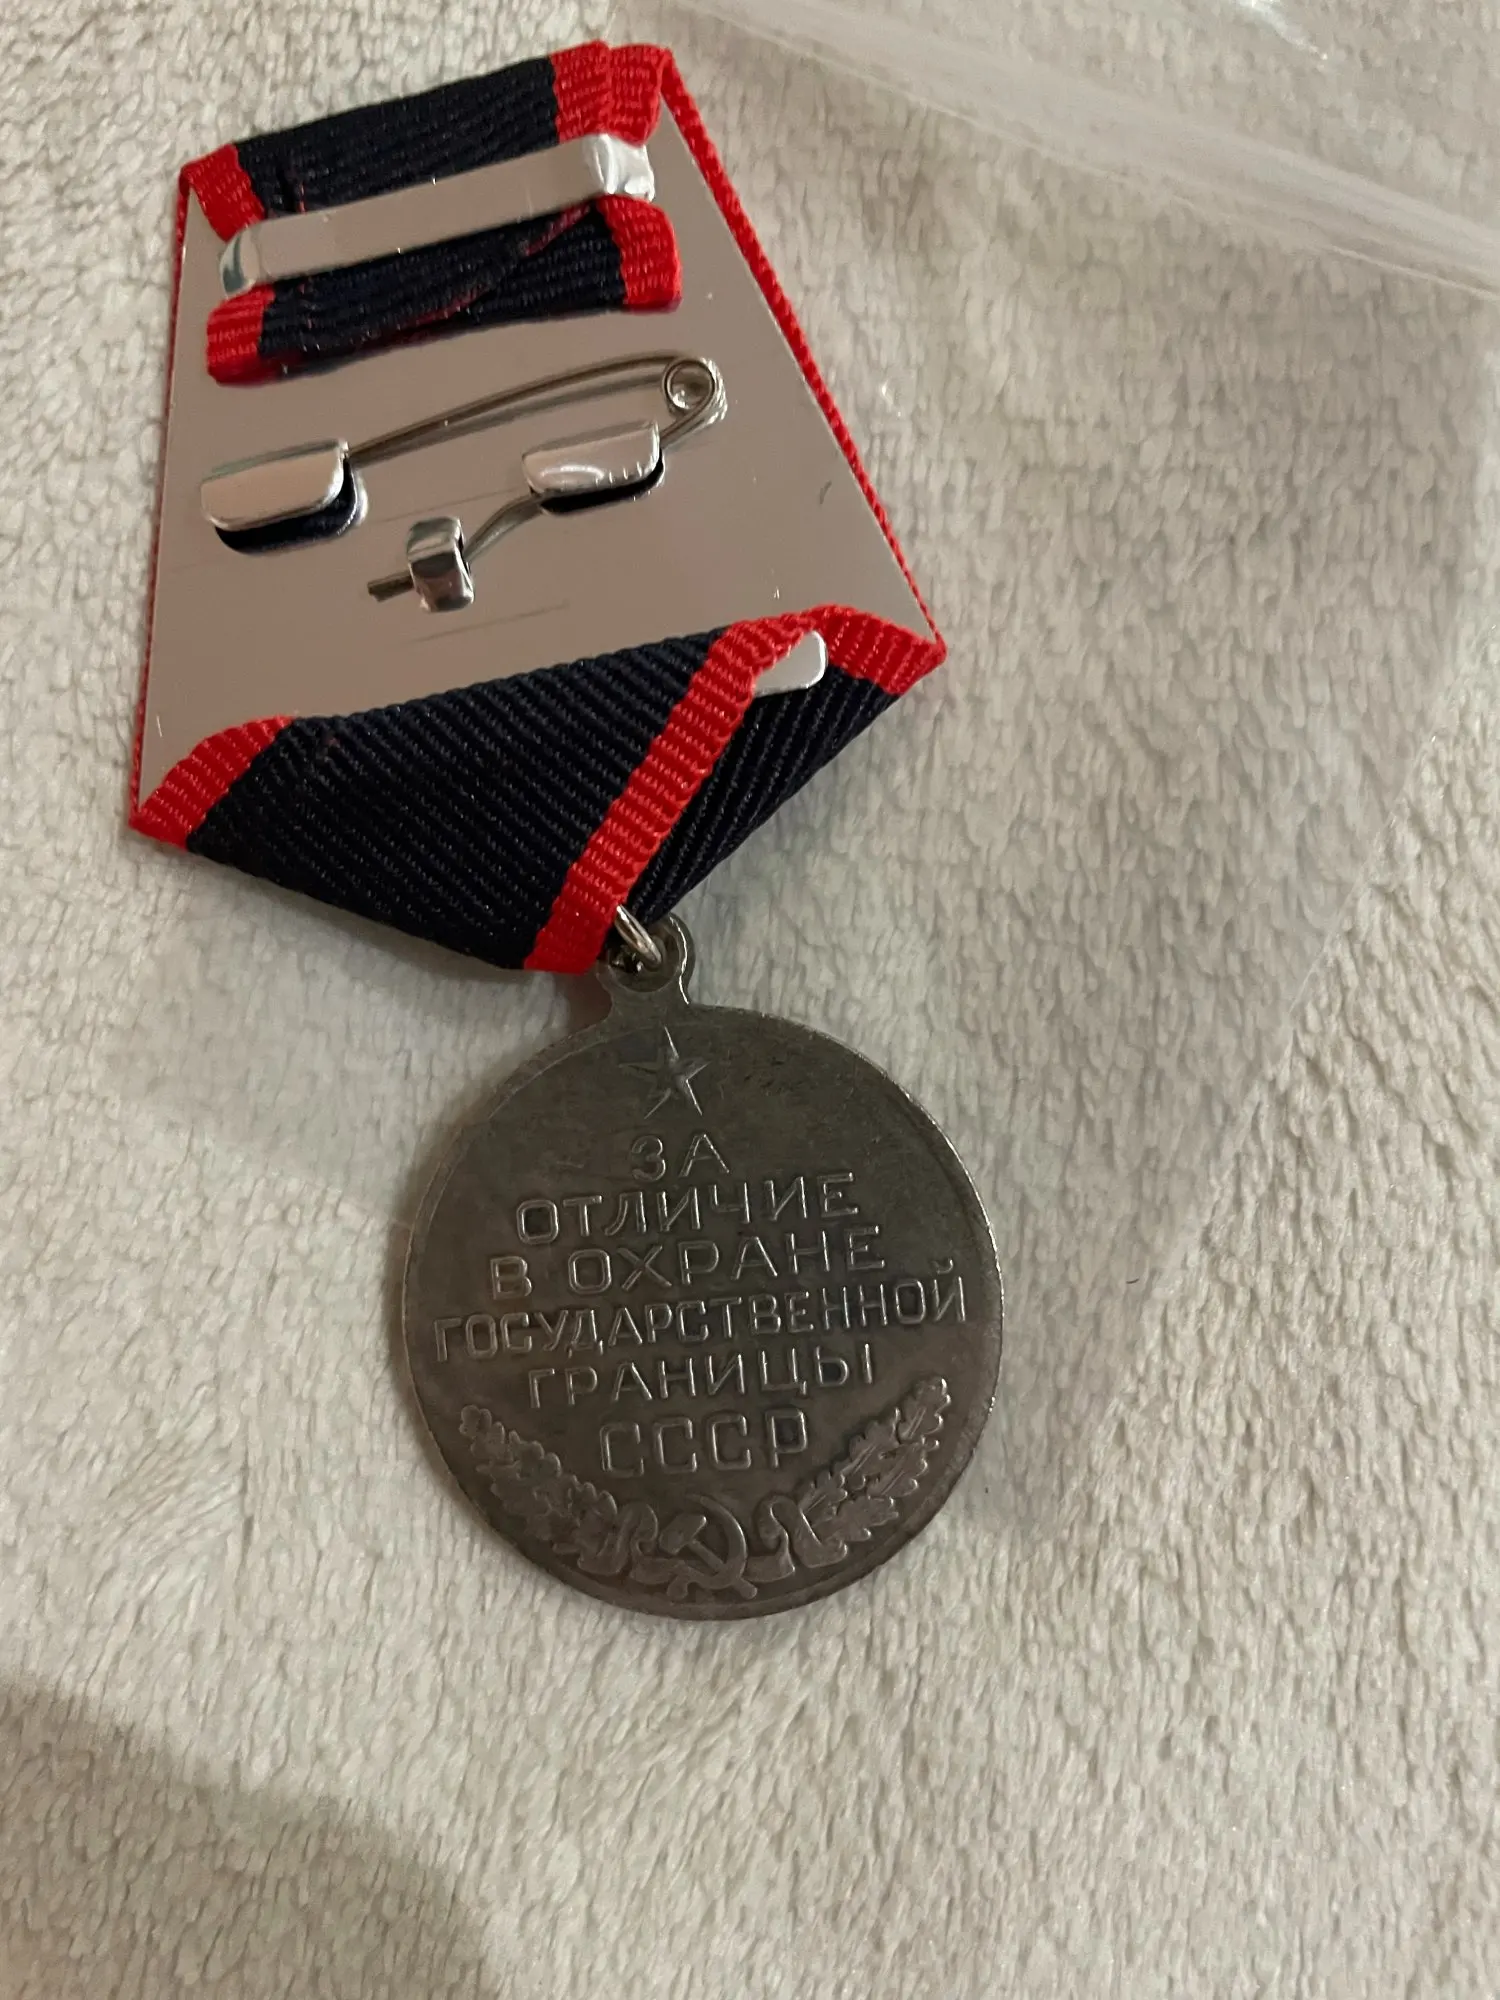 ЗА
ОТЛИЧИЕ
В ОХРАНЕ
ГОСУДАРСТВЕННОЙ
ГРАНИЦЫ
СССР